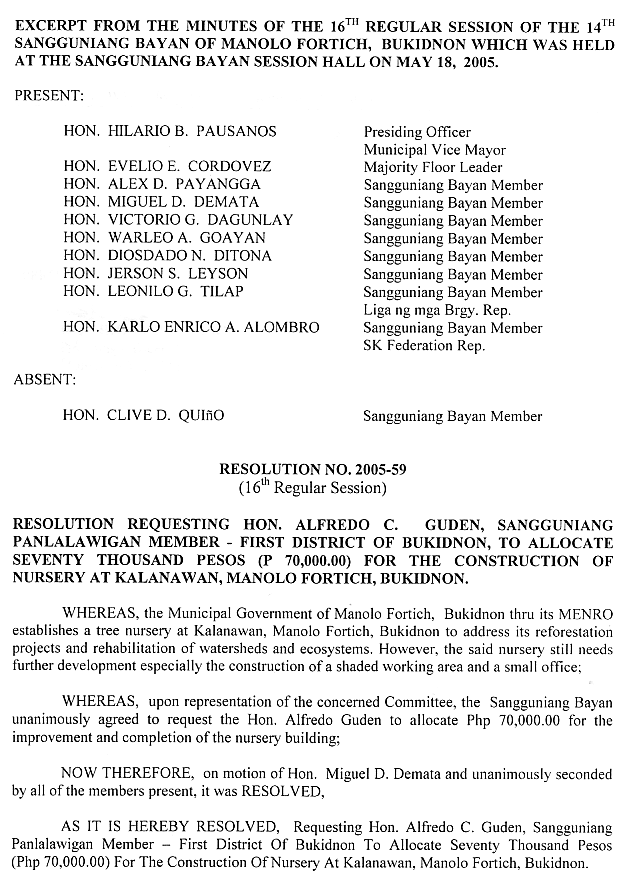 EXCERPT FROM THE MINUTES OF THE 16TH REGULAR SESSION OF THE 14TH
SANGGUNIANG BAYAN OF MANOLO FORTICH, BUKIDNON WHICH WAS HELD
AT THE SANGGUNIANG BAYAN SESSION HALL ON MAY 18, 2005.
PRESENT:
HON. HILARIO B. PAUSANOS Presiding Officer
Municipal Vice Mayor
HON. EVELIO E. CORDOVEZ Majority Floor Leader
HON. ALEX D. PAYANGGA Sangguniang Bayan Member
HON. MIGUEL D. DEMATA Sangguniang Bayan Member
HON. VICTORIO G. DAGUNLAY Sangguniang Bayan Member
HON. WARLEO A. GOAYAN Sangguniang Bayan Member
HON. DIOSDADO N. DITONA Sangguniang Bayan Member
HON. JERSON S. LEYSON Sangguniang Bayan Member
HON. LEONILO G. TILAP Sangguniang Bayan Member
Liga ng mga Brgy. Rep.
HON. KARLO ENRICO A. ALOMBRO Sangguniang Bayan Member
SK Federation Rep.
ABSENT:
HON. CLIVE D. QUIñO Sangguniang Bayan Member
RESOLUTION NO. 2005-59
(16th Regular Session)
RESOLUTION REQUESTING HON. ALFREDO C. GUDEN, SANGGUNIANG
PANLALAWIGAN MEMBER - FIRST DISTRICT OF BUKIDNON, TO ALLOCATE
SEVENTY THOUSAND PESOS (P 70,000.00) FOR THE CONSTRUCTION OF
NURSERY AT KALANAWAN, MANOLO FORTICH, BUKIDNON.
WHEREAS, the Municipal Government of Manolo Fortich, Bukidnon thru its MENRO
establishes a tree nursery at Kalanawan, Manolo Fortich, Bukidnon to address its reforestation
projects and rehabilitation of watersheds and ecosystems. However, the said nursery still needs
further development especially the construction of a shaded working area and a small office;
WHEREAS, upon representation of the concerned Committee, the Sangguniang Bayan
unanimously agreed to request the Hon. Alfredo Guden to allocate Php 70,000.00 for the
improvement and completion of the nursery building;
NOW THEREFORE, on motion of Hon. Miguel D. Demata and unanimously seconded
by all of the members present, it was RESOLVED,
AS IT IS HEREBY RESOLVED, Requesting Hon. Alfredo C. Guden, Sangguniang
Panlalawigan Member – First District Of Bukidnon To Allocate Seventy Thousand Pesos
(Php 70,000.00) For The Construction Of Nursery At Kalanawan, Manolo Fortich, Bukidnon.